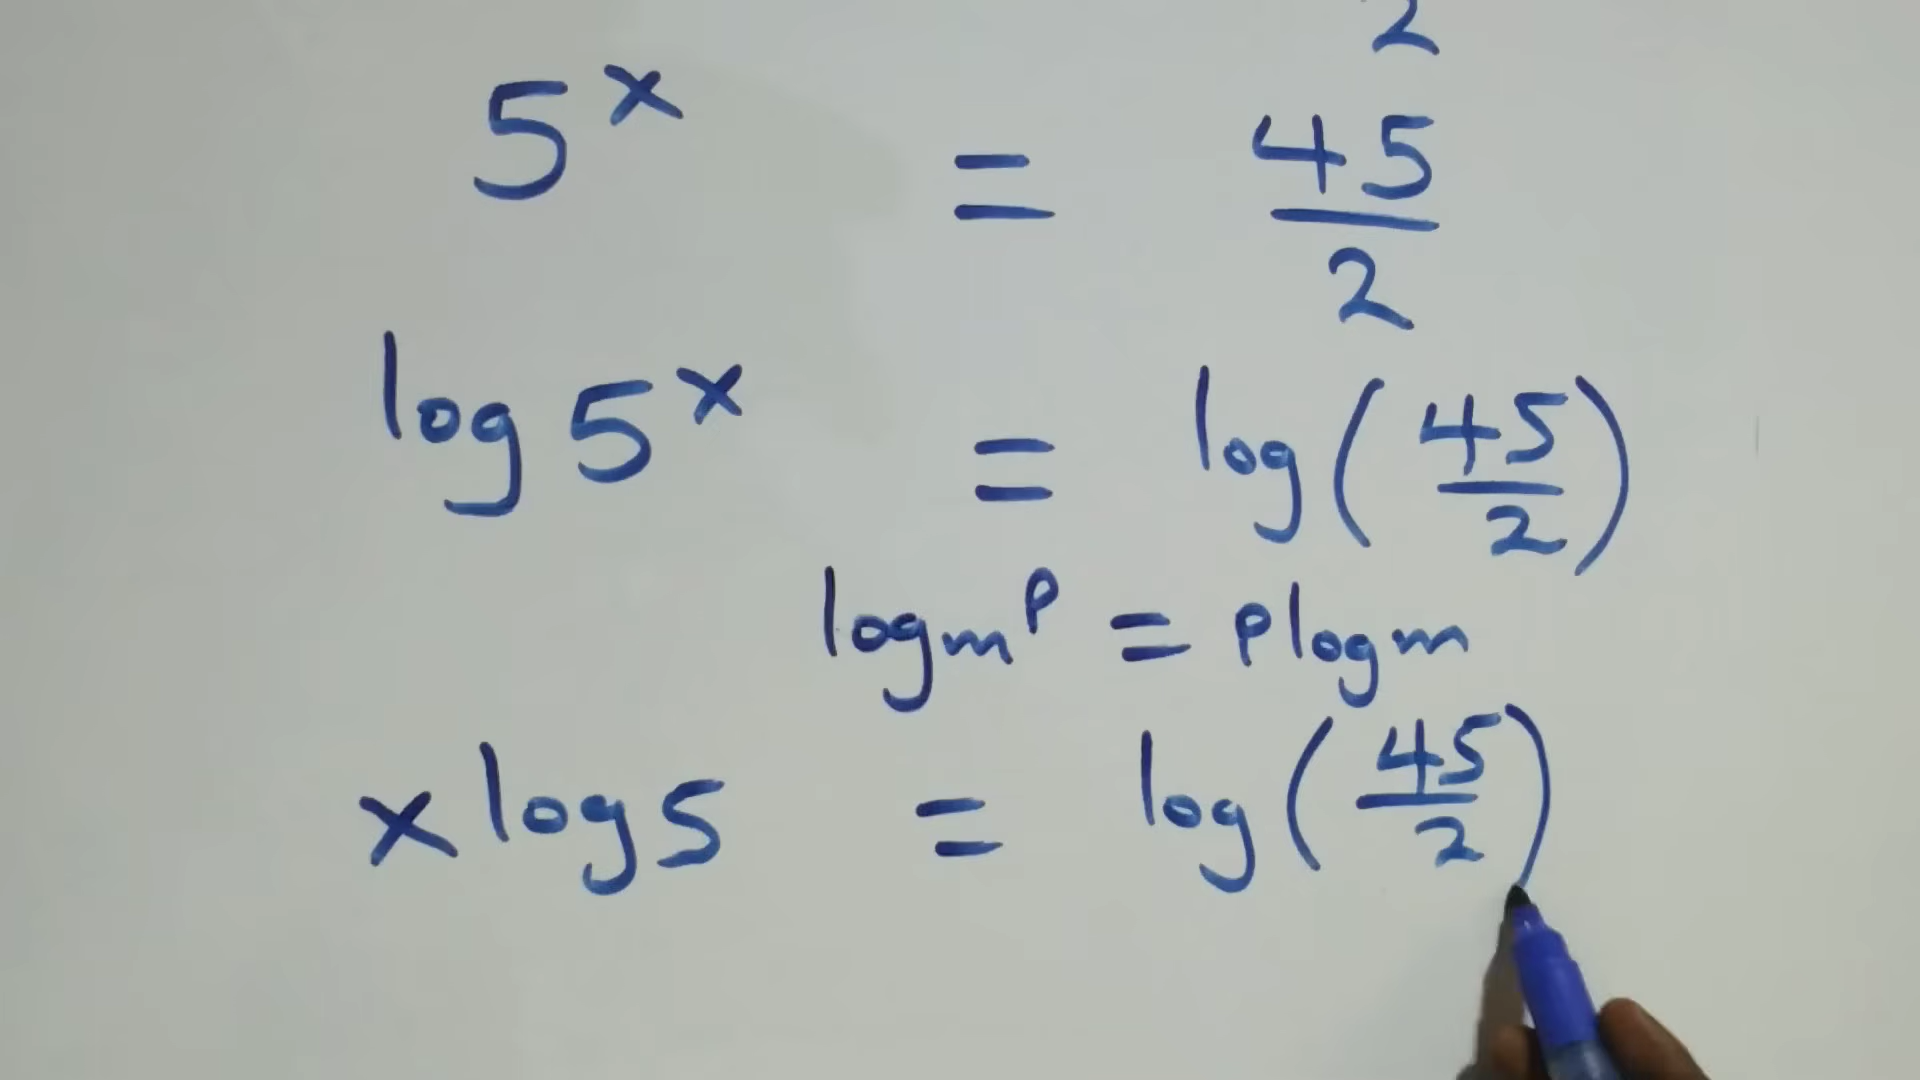 2
5^x = 45/2
log 5^x = log(45/2)
log m^p = p log m
x log 5 = log(45/2)